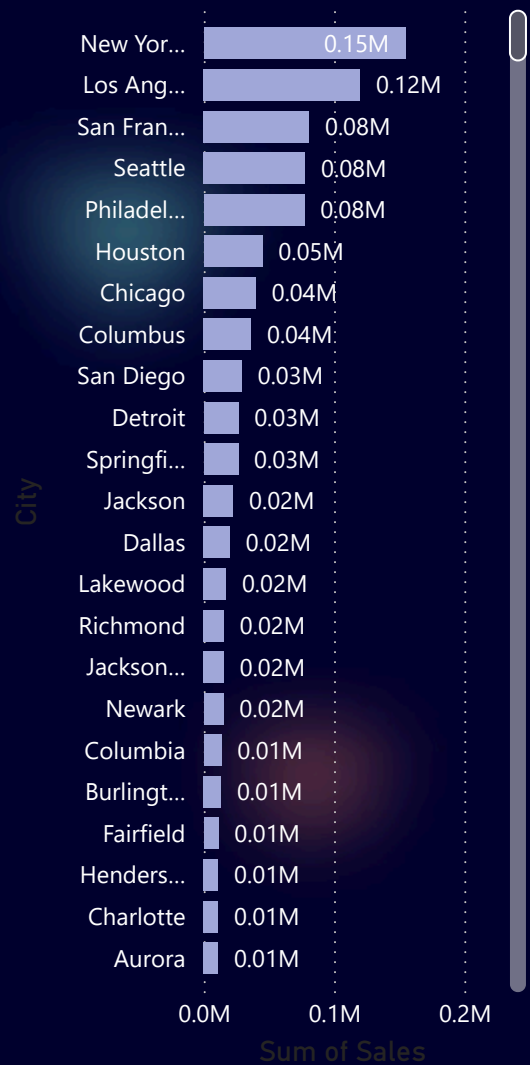 New Yor... 0.15M
Los Ang... 0.12M
San Fran... 0.08M
Seattle 0.08M
Philadel... 0.08M
Houston 0.05M
Chicago 0.04M
Columbus 0.04M
San Diego 0.03M
Detroit 0.03M
Springfi... 0.03M
Jackson 0.02M
Dallas 0.02M
Lakewood 0.02M
Richmond 0.02M
Jackson... 0.02M
Newark 0.02M
Columbia 0.01M
Burlingt... 0.01M
Fairfield 0.01M
Henders... 0.01M
Charlotte 0.01M
Aurora 0.01M
City
0.0M 0.1M 0.2M
Sum of Sales